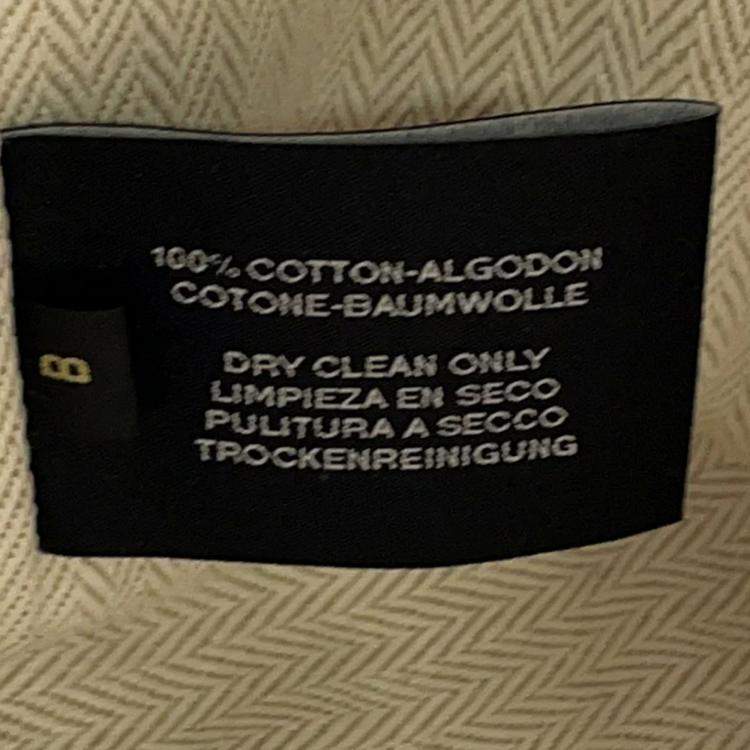 100% COTTON-ALGODON
COTONE-BAUMWOLLE
DRY CLEAN ONLY
LIMPIEZA EN SECO
PULITURA A SECCO
TROCKENREINIGUNG
8